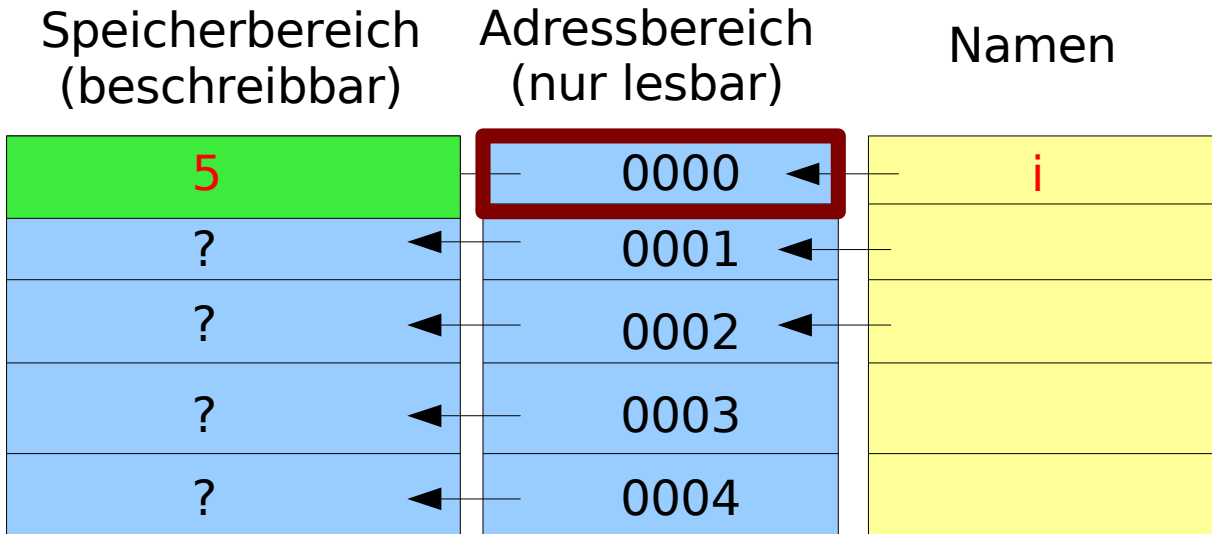 Speicherbereich
(beschreibbar)
Adressbereich
(nur lesbar)
Namen
5 0000 i
? 0001
? 0002
? 0003
? 0004